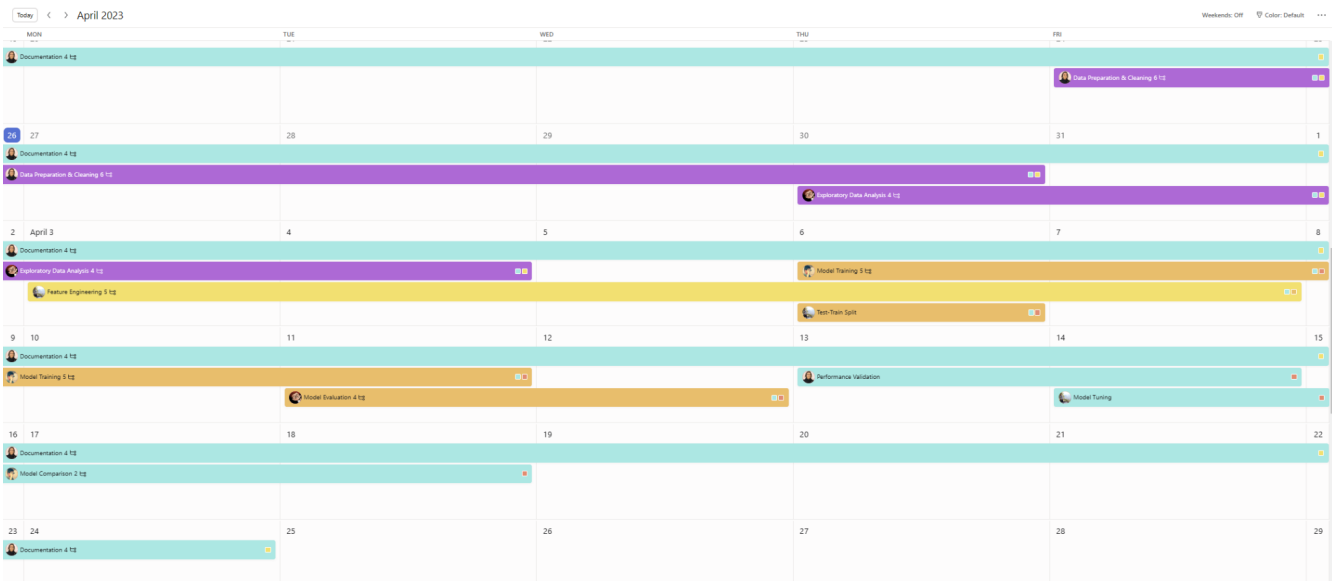 Today April 2023 Weekends: Off Color: Default
MON TUE WED THU FRI
Documentation 4
Data Preparation & Cleaning 6
26 27 28 29 30 31 1
Documentation 4
Data Preparation & Cleaning 6
Exploratory Data Analysis 4
2 April 3 4 5 6 7 8
Documentation 4
Exploratory Data Analysis 4 Model Training 5
Feature Engineering 5
Test-Train Split
9 10 11 12 13 14 15
Documentation 4
Model Training 5 Performance Validation
Model Evaluation 4 Model Tuning
16 17 18 19 20 21 22
Documentation 4
Model Comparison 2
23 24 25 26 27 28 29
Documentation 4